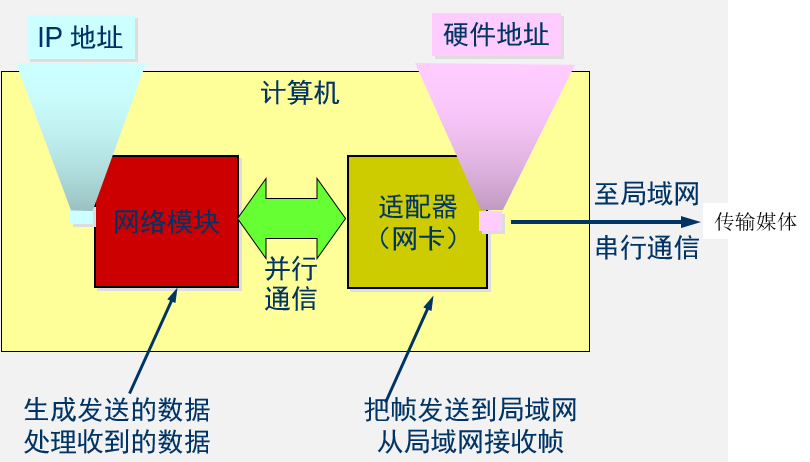 IP 地址
硬件地址
计算机
网络模块
适配器
（网卡）
并行
通信
至局域网
串行通信
传输媒体
生成发送的数据
处理收到的数据
把帧发送到局域网
从局域网接收帧